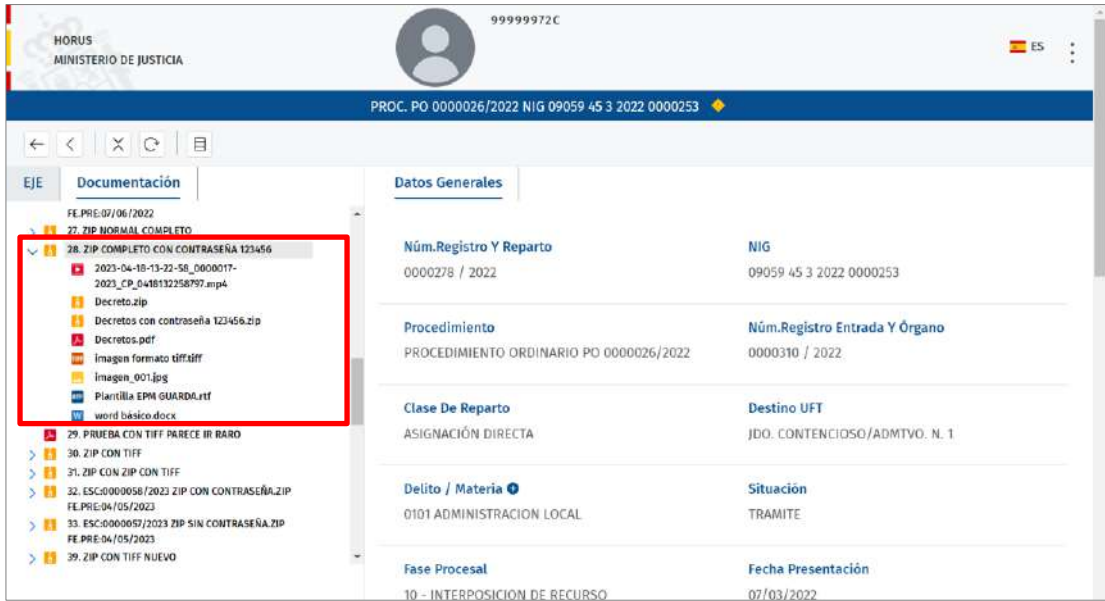 99999972C
HORUS
MINISTERIO DE JUSTICIA
ES
PROC. PO 0000026/2022 NIG 09059 45 3 2022 0000253
EJE
Documentación
Datos Generales
FE.PRE:07/06/2022
27. ZIP NORMAL COMPLETO
28. ZIP COMPLETO CON CONTRASEÑA 123456
2023-04-18-13-22-58_0000017-
2023_CP_0418132258797.mp4
Decreto.zip
Decretos con contraseña 123456.zip
Decretos.pdf
imagen formato tiff.tiff
imagen_001.jpg
Plantilla EPM GUARDA.rtf
word básico.docx
29. PRUEBA CON TIFF PARECE IR RARO
30. ZIP CON TIFF
31. ZIP CON ZIP CON TIFF
32. ESC:0000058/2023 ZIP CON CONTRASEÑA.ZIP
FE.PRE:04/05/2023
33. ESC:0000057/2023 ZIP SIN CONTRASEÑA.ZIP
FE.PRE:04/05/2023
39. ZIP CON TIFF NUEVO
Núm.Registro Y Reparto
NIG
0000278 / 2022
09059 45 3 2022 0000253
Procedimiento
Núm.Registro Entrada Y Órgano
PROCEDIMIENTO ORDINARIO PO 0000026/2022
0000310 / 2022
Clase De Reparto
Destino UFT
ASIGNACIÓN DIRECTA
JDO. CONTENCIOSO/ADMTVO. N. 1
Delito / Materia
Situación
0101 ADMINISTRACION LOCAL
TRAMITE
Fase Procesal
Fecha Presentación
10 - INTERPOSICION DE RECURSO
07/03/2022